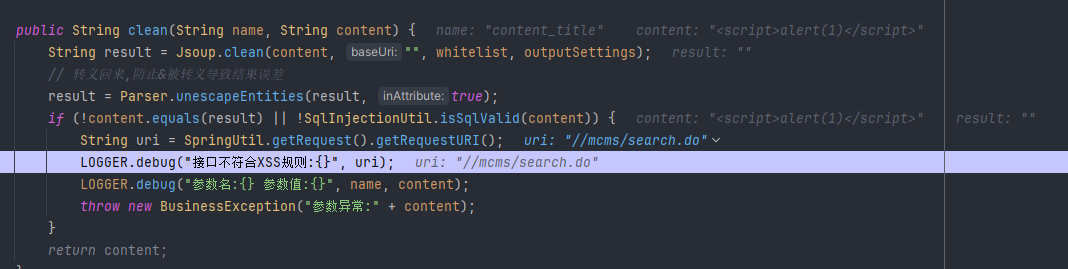 public String clean(String name, String content) { name: "content_title" content: "<script>alert(1)</script>"
String result = Jsoup.clean(content, baseUri: "", whitelist, outputSettings); result: ""
// 转义回来,防止&被转义导致结果误差
result = Parser.unescapeEntities(result, inAttribute: true);
if (!content.equals(result) || !SqlInjectionUtil.isSqlValid(content)) { content: "<script>alert(1)</script>" result: ""
String uri = SpringUtil.getRequest().getRequestURI(); uri: "//mcms/search.do"
LOGGER.debug("接口不符合XSS规则:{}", uri); uri: "//mcms/search.do"
LOGGER.debug("参数名:{} 参数值:{}", name, content);
throw new BusinessException("参数异常:" + content);
}
return content;
}